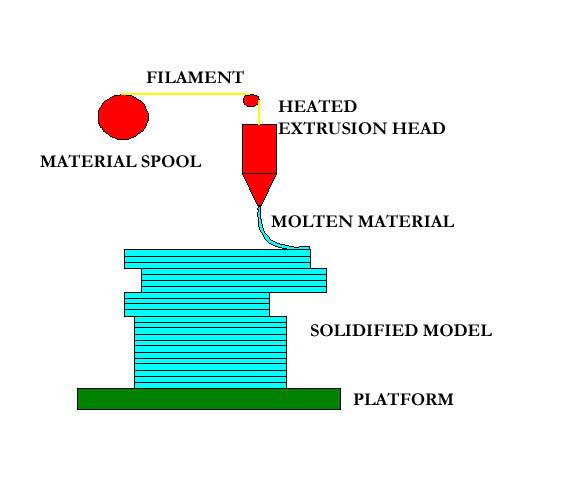 FILAMENT
HEATED
EXTRUSION HEAD
MATERIAL SPOOL
MOLTEN MATERIAL
SOLIDIFIED MODEL
PLATFORM